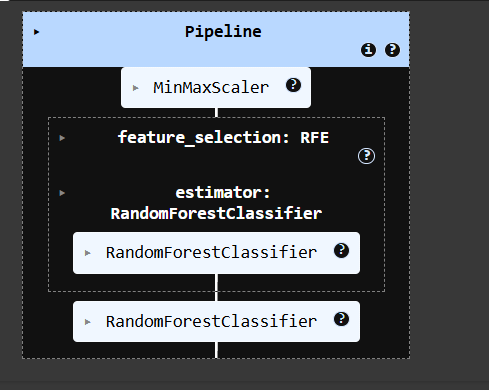 Pipeline
i ?
MinMaxScaler ?
feature_selection: RFE
?
estimator:
RandomForestClassifier
RandomForestClassifier ?
RandomForestClassifier ?